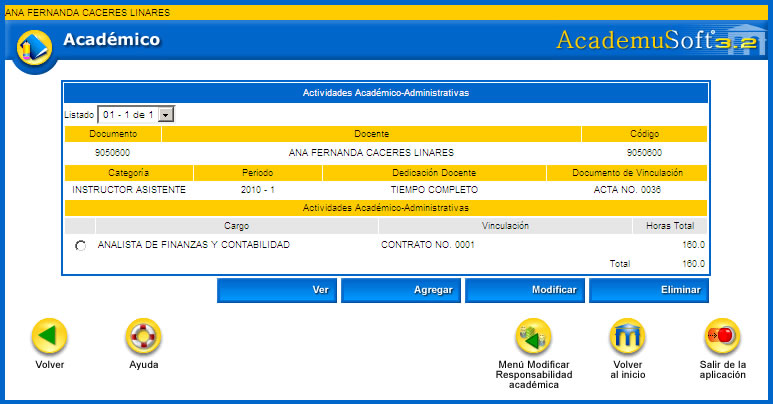 ANA FERNANDA CACERES LINARES
Académico
AcademuSoft 3.2
Actividades Académico-Administrativas
Listado 01 - 1 de 1
Documento Docente Código
9050600 ANA FERNANDA CACERES LINARES 9050600
Categoría Periodo Dedicación Docente Documento de Vinculación
INSTRUCTOR ASISTENTE 2010 - 1 TIEMPO COMPLETO ACTA NO. 0036
Actividades Académico-Administrativas
Cargo Vinculación Horas Total
ANALISTA DE FINANZAS Y CONTABILIDAD CONTRATO NO. 0001 160.0
Total 160.0
Ver Agregar Modificar Eliminar
Volver Ayuda Menú Modificar Volver Salir de la
Responsabilidad al inicio aplicación
académica